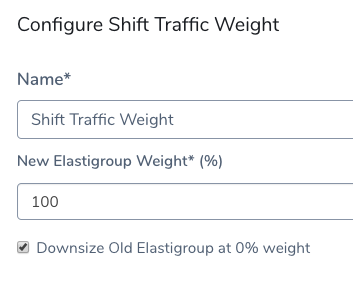 Configure Shift Traffic Weight
Name*
Shift Traffic Weight
New Elastigroup Weight* (%)
100
Downsize Old Elastigroup at 0% weight